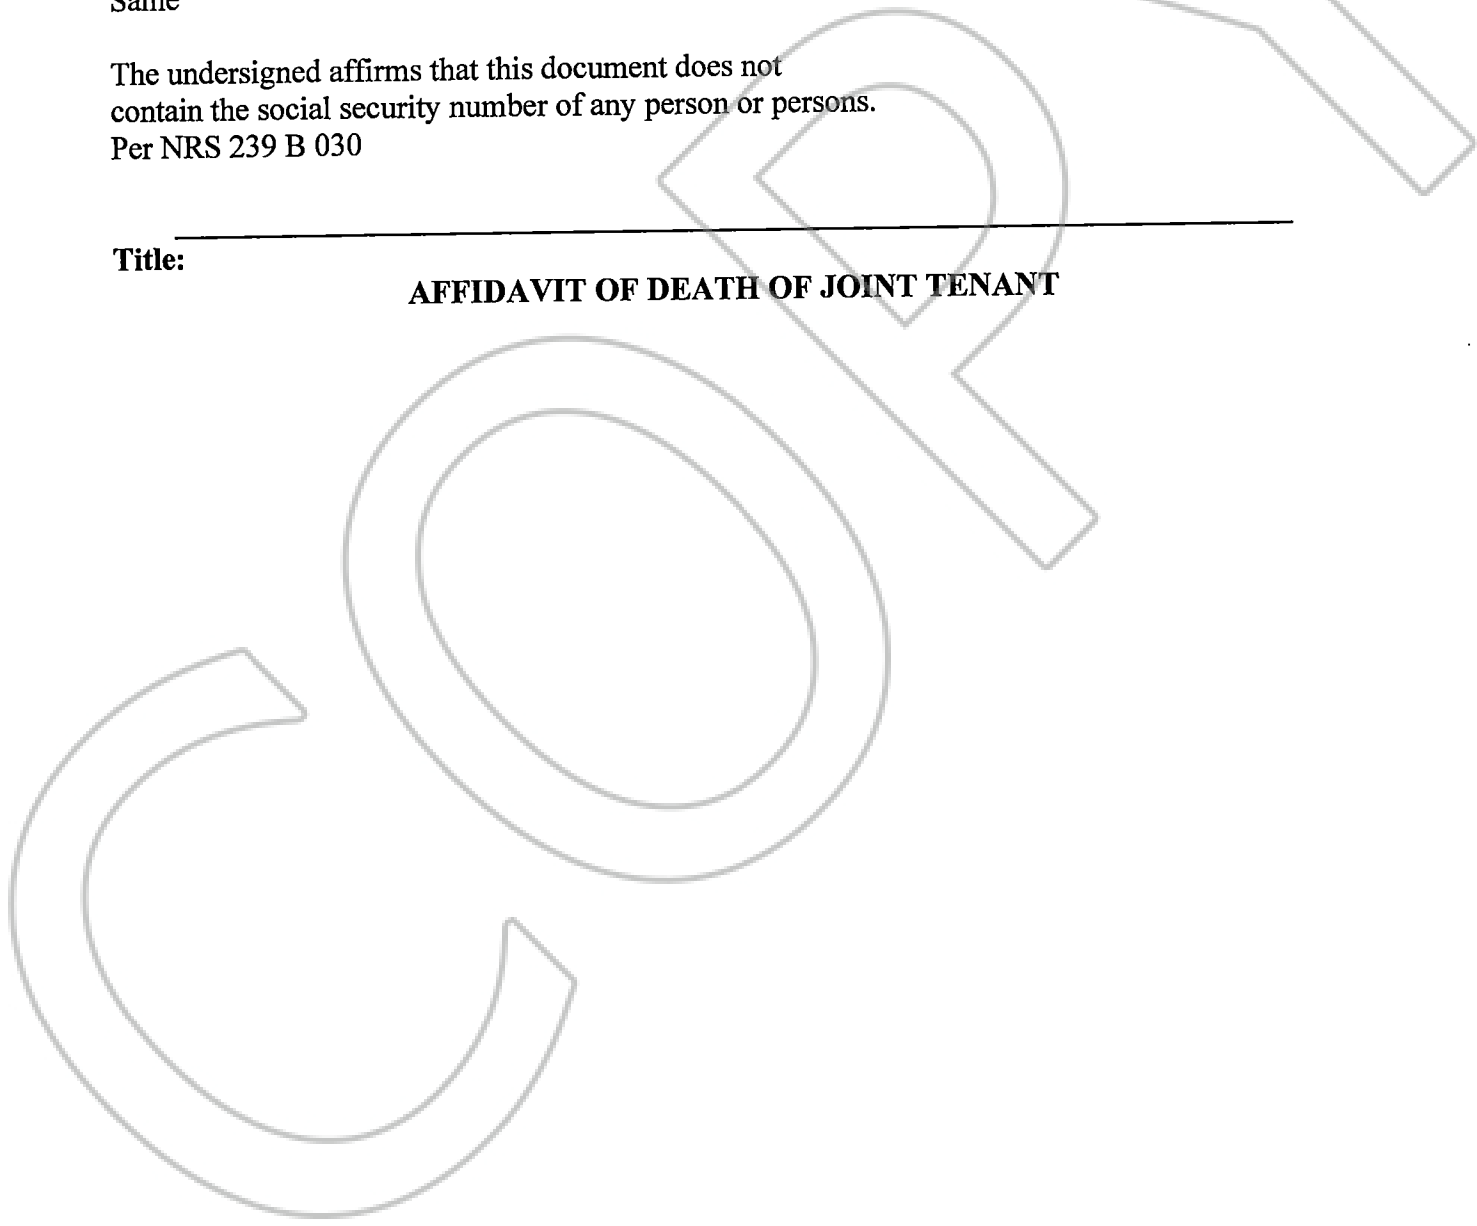 Same
The undersigned affirms that this document does not
contain the social security number of any person or persons.
Per NRS 239 B 030
Title:
AFFIDAVIT OF DEATH OF JOINT TENANT
COPY